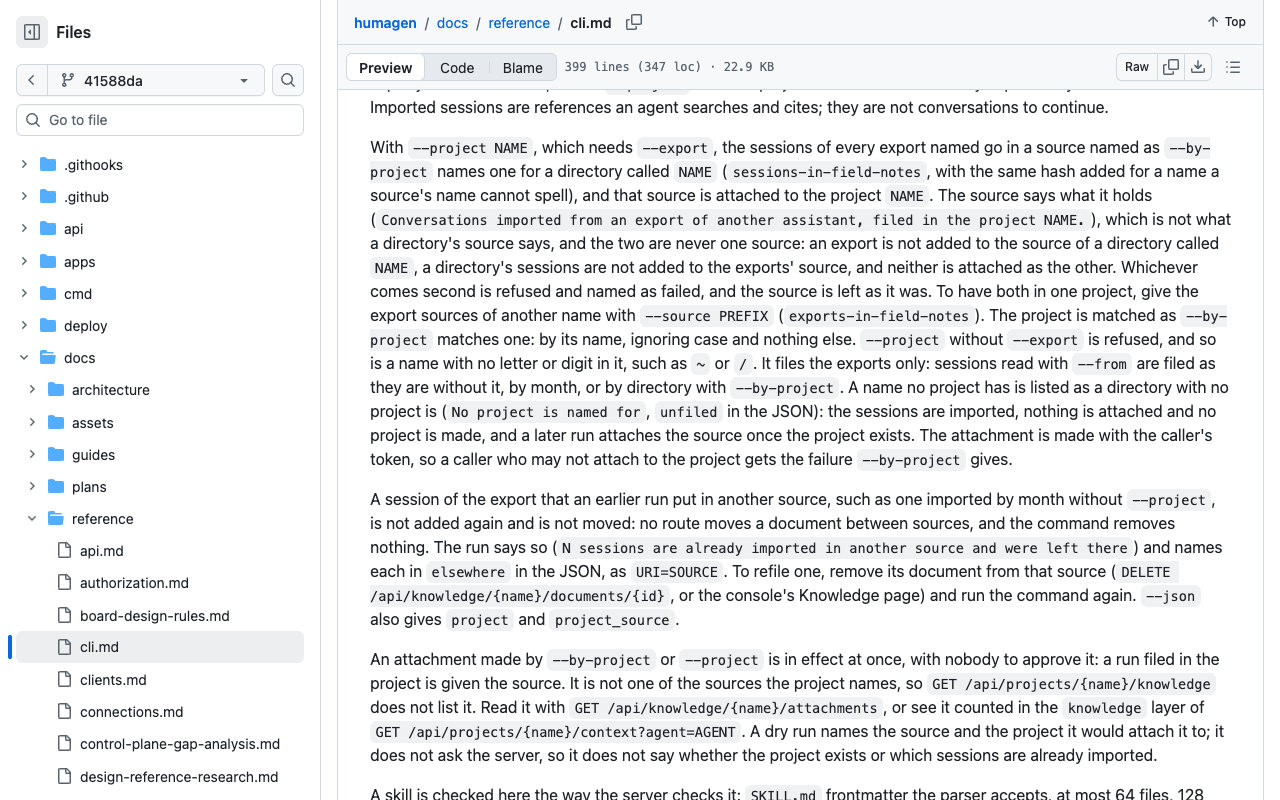 Files
humagen / docs / reference / cli.md
Top
41588da
Preview Code Blame 399 lines (347 loc) · 22.9 KB
Raw
Go to file
.githooks
.github
api
apps
cmd
deploy
docs
architecture
assets
guides
plans
reference
api.md
authorization.md
board-design-rules.md
cli.md
clients.md
connections.md
control-plane-gap-analysis.md
design-reference-research.md
Imported sessions are references an agent searches and cites; they are not conversations to continue.
With --project NAME, which needs --export, the sessions of every export named go in a source named as --by-
project names one for a directory called NAME (sessions-in-field-notes, with the same hash added for a name a
source's name cannot spell), and that source is attached to the project NAME. The source says what it holds
(Conversations imported from an export of another assistant, filed in the project NAME.), which is not what
a directory's source says, and the two are never one source: an export is not added to the source of a directory called
NAME, a directory's sessions are not added to the exports' source, and neither is attached as the other. Whichever
comes second is refused and named as failed, and the source is left as it was. To have both in one project, give the
export sources of another name with --source PREFIX (exports-in-field-notes). The project is matched as --by-
project matches one: by its name, ignoring case and nothing else. --project without --export is refused, and so
is a name with no letter or digit in it, such as ~ or /. It files the exports only: sessions read with --from are filed as
they are without it, by month, or by directory with --by-project. A name no project has is listed as a directory with no
project is (No project is named for, unfiled in the JSON): the sessions are imported, nothing is attached and no
project is made, and a later run attaches the source once the project exists. The attachment is made with the caller's
token, so a caller who may not attach to the project gets the failure --by-project gives.
A session of the export that an earlier run put in another source, such as one imported by month without --project,
is not added again and is not moved: no route moves a document between sources, and the command removes
nothing. The run says so (N sessions are already imported in another source and were left there) and names
each in elsewhere in the JSON, as URI=SOURCE. To refile one, remove its document from that source (DELETE
/api/knowledge/{name}/documents/{id}, or the console's Knowledge page) and run the command again. --json
also gives project and project_source.
An attachment made by --by-project or --project is in effect at once, with nobody to approve it: a run filed in the
project is given the source. It is not one of the sources the project names, so GET /api/projects/{name}/knowledge
does not list it. Read it with GET /api/knowledge/{name}/attachments, or see it counted in the knowledge layer of
GET /api/projects/{name}/context?agent=AGENT. A dry run names the source and the project it would attach it to; it
does not ask the server, so it does not say whether the project exists or which sessions are already imported.
A skill is checked here the way the server checks it: SKILL.md frontmatter the parser accepts, at most 64 files, 128